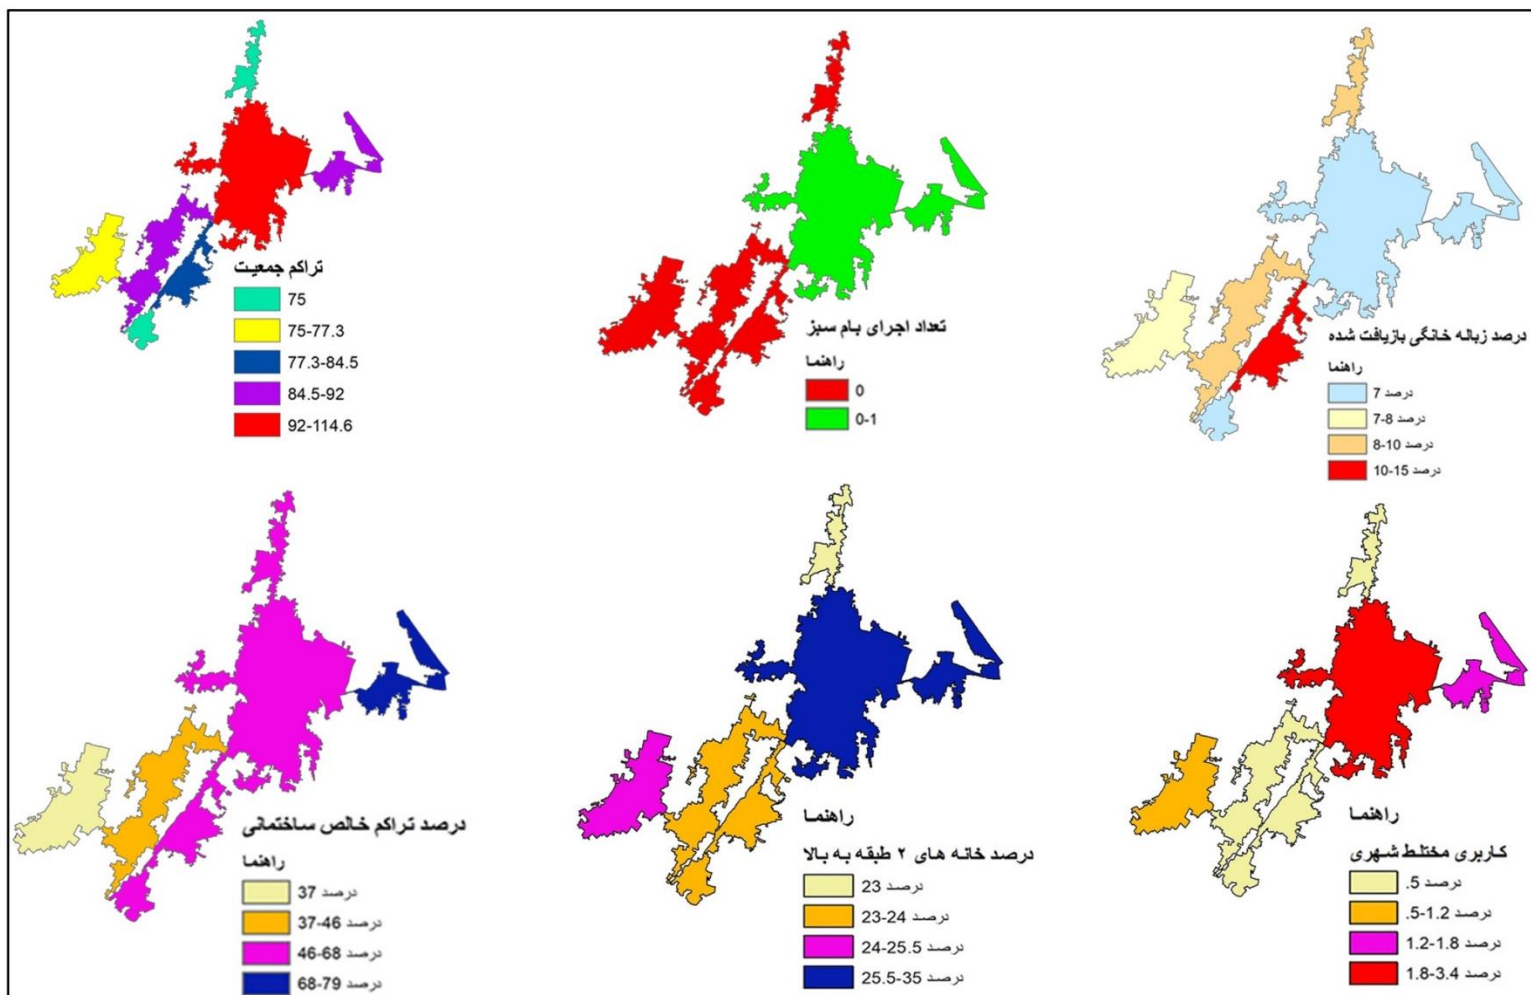 تراکم جمعیت
75
75-77.3
77.3-84.5
84.5-92
92-114.6
تعداد اجرای بام سبز
راهنما
0
0-1
درصد زباله خانگی بازیافت شده
راهنما
7 درصد
7-8 درصد
8-10 درصد
10-15 درصد
درصد تراکم خالص ساختمانی
راهنما
37 درصد
37-46 درصد
46-68 درصد
68-79 درصد
راهنما
درصد خانه های ۲ طبقه به بالا
23 درصد
23-24 درصد
24-25.5 درصد
25.5-35 درصد
راهنما
کاربری مختلط شهری
.5 درصد
.5-1.2 درصد
1.2-1.8 درصد
1.8-3.4 درصد